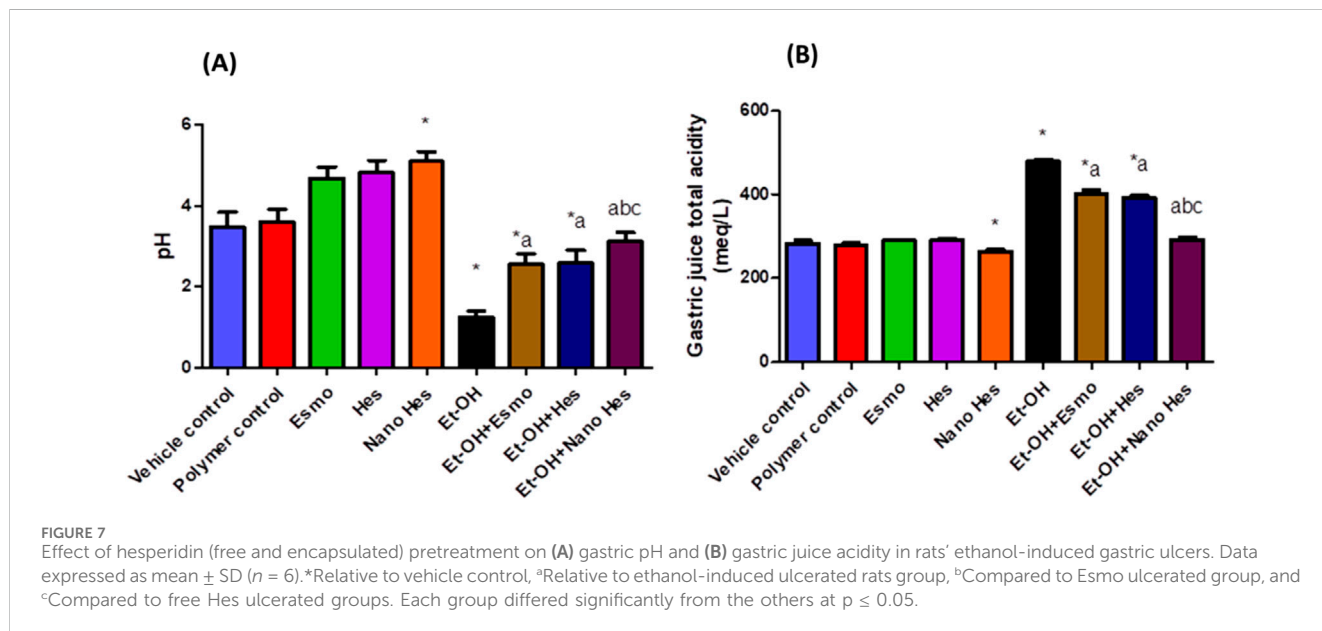 (A)
pH
6
4
2
0
*
*
*a
*a
abc
Vehicle control
Polymer control
Esmo
Hes
Nano Hes
Et-OH
Et-OH+Esmo
Et-OH+Hes
Et-OH+Nano Hes
(B)
Gastric juice total acidity
(meq/L)
600
400
200
0
*
*
*a
*a
abc
Vehicle control
Polymer control
Esmo
Hes
Nano Hes
Et-OH
Et-OH+Esmo
Et-OH+Hes
Et-OH+Nano Hes
FIGURE 7
Effect of hesperidin (free and encapsulated) pretreatment on (A) gastric pH and (B) gastric juice acidity in rats’ ethanol-induced gastric ulcers. Data
expressed as mean ± SD (n = 6).*Relative to vehicle control, ᵃRelative to ethanol-induced ulcerated rats group, ᵇCompared to Esmo ulcerated group, and
ᶜCompared to free Hes ulcerated groups. Each group differed significantly from the others at p ≤ 0.05.